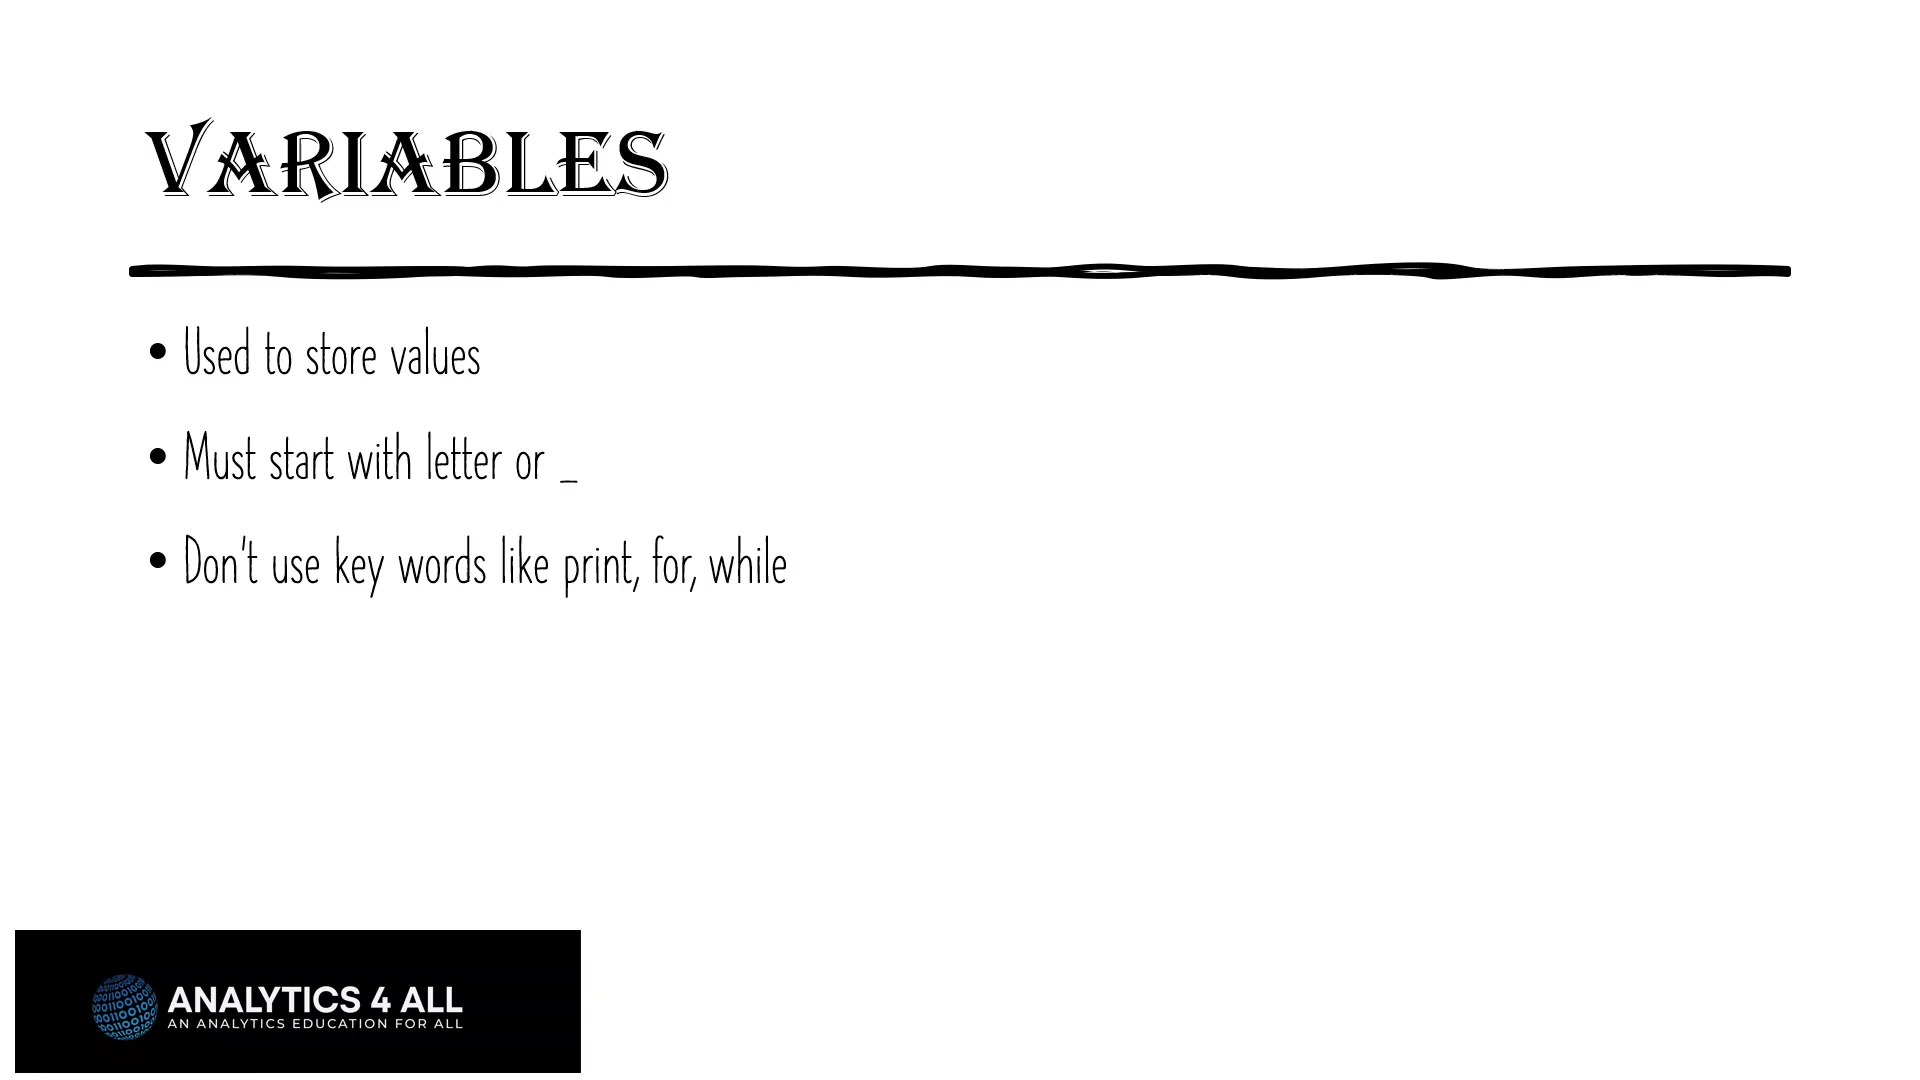 VARIABLES
• Used to store values
• Must start with letter or _
• Don't use key words like print, for, while
ANALYTICS 4 ALL
AN ANALYTICS EDUCATION FOR ALL